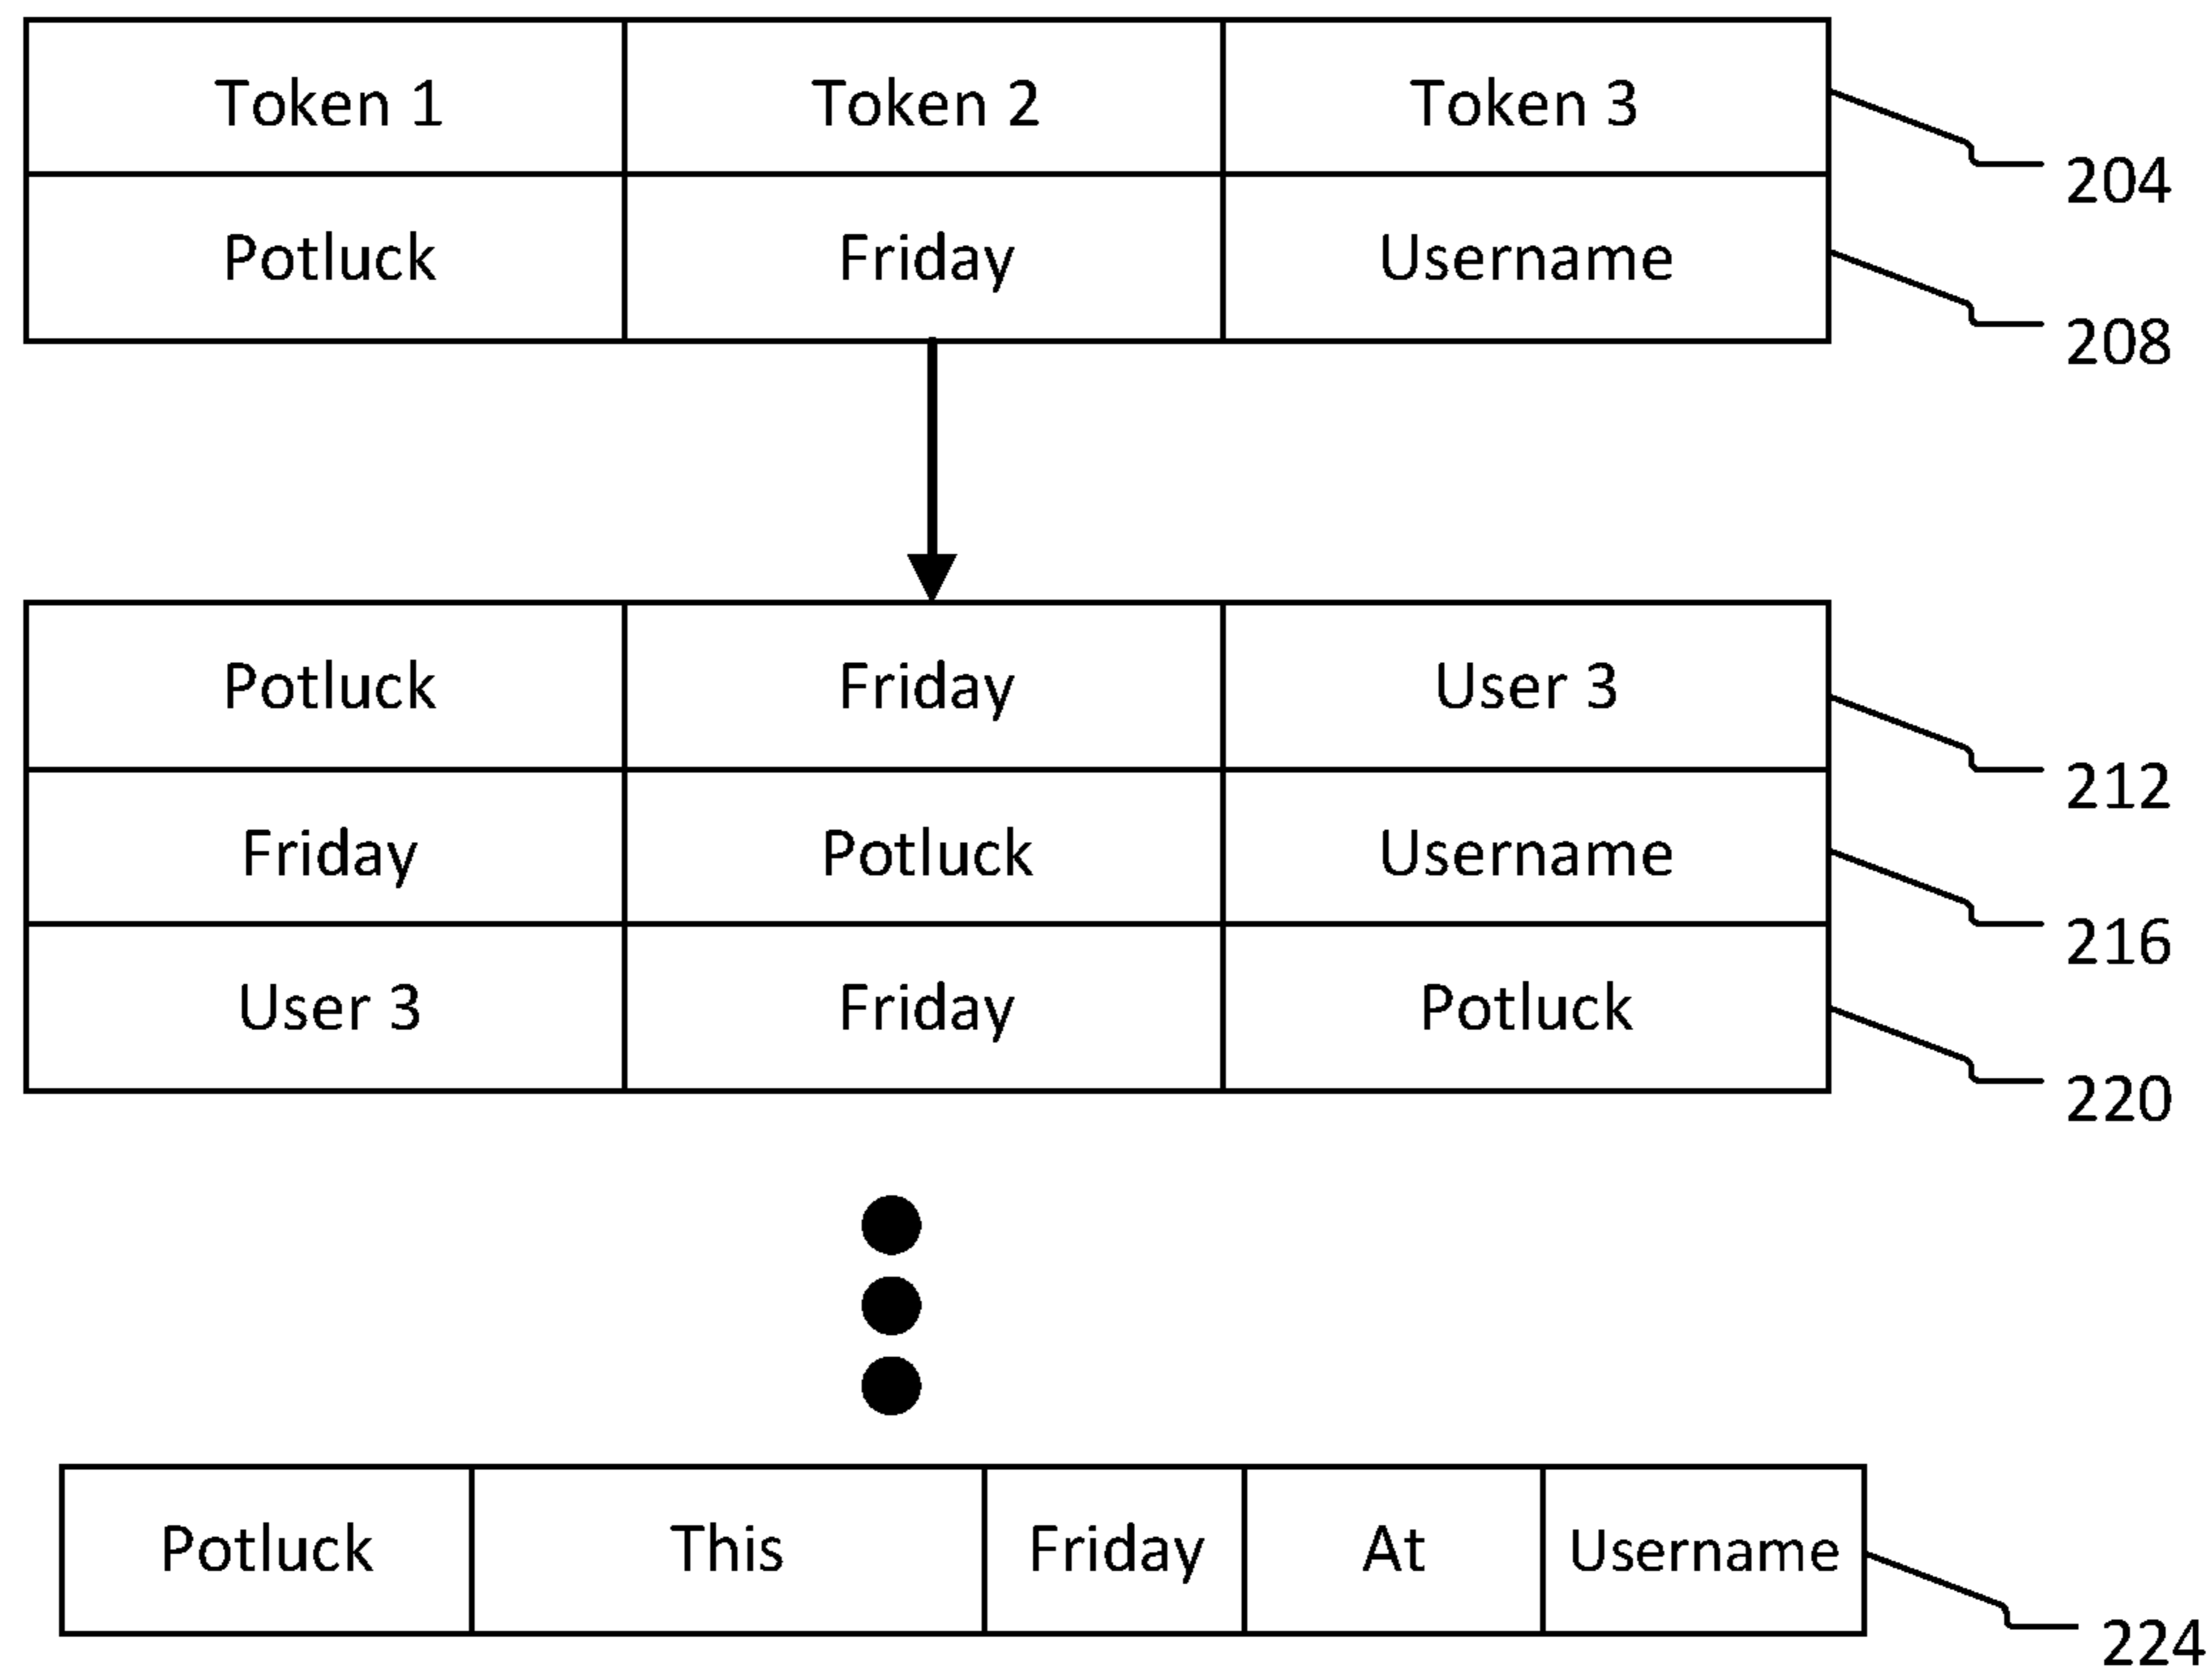 Token 1 Token 2 Token 3
204
Potluck Friday Username
208
Potluck Friday User 3
212
Friday Potluck Username
216
User 3 Friday Potluck
220
Potluck This Friday At Username
224